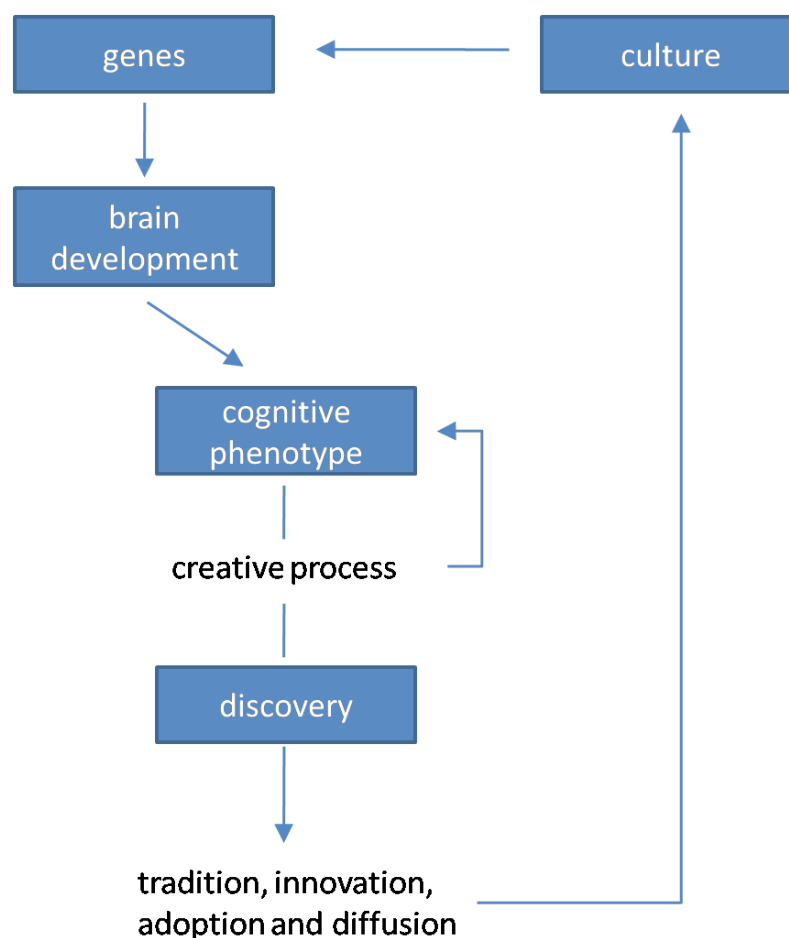 genes
culture
brain
development
cognitive
phenotype
creative process
discovery
tradition, innovation,
adoption and diffusion